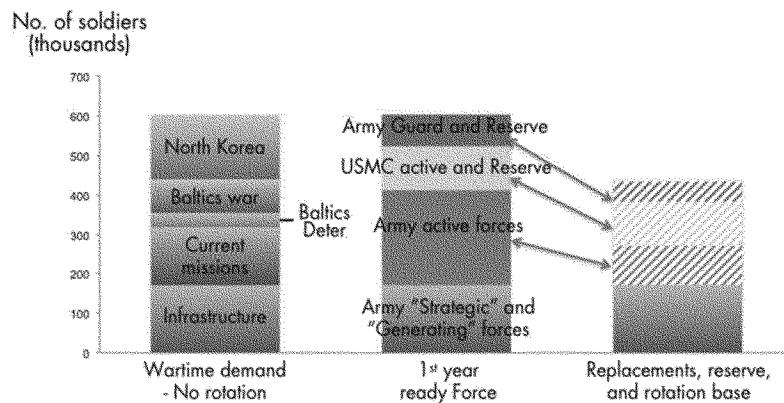 No. of soldiers
(thousands)
700
600
500
400
300
200
100
0
North Korea
Baltics war
Baltics
Deter
Current
missions
Infrastructure
Army Guard and Reserve
USMC active and Reserve
Army active forces
Army "Strategic" and
"Generating" forces
Wartime demand
- No rotation
1st year
ready Force
Replacements, reserve,
and rotation base